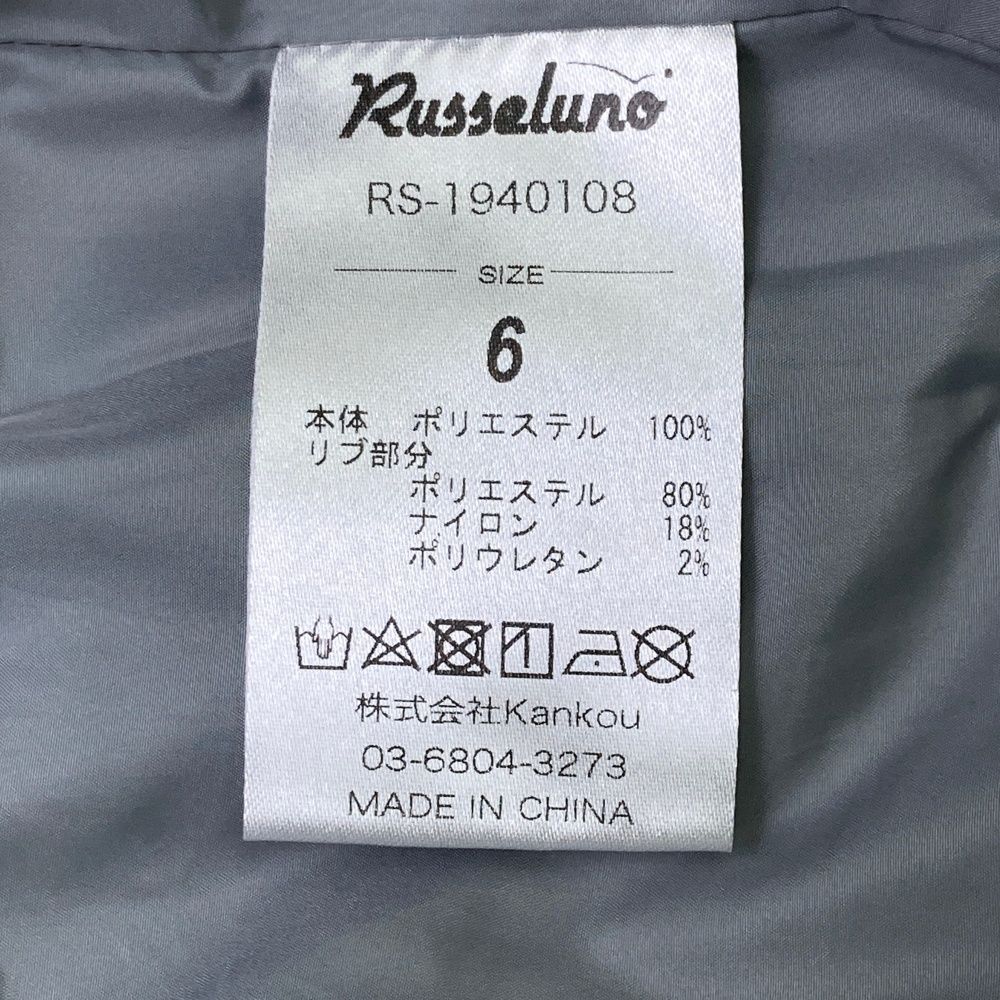 Russeluno
RS-1940108
SIZE
6
本体 ポリエステル 100%
リブ部分
ポリエステル 80%
ナイロン 18%
ポリウレタン 2%
株式会社Kankou
03-6804-3273
MADE IN CHINA